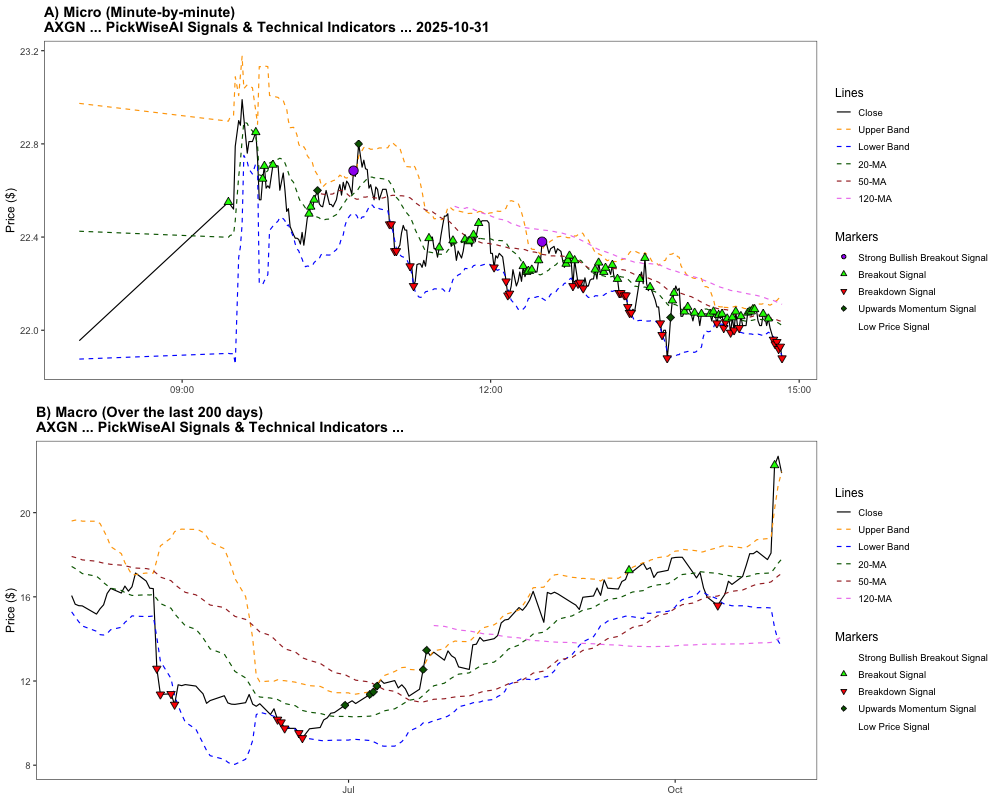 A) Micro (Minute-by-minute)
AXGN ... PickWiseAI Signals & Technical Indicators ... 2025-10-31
Price ($)
23.2
22.8
22.4
22.0
09:00
12:00
15:00
Lines
Close
Upper Band
Lower Band
20-MA
50-MA
120-MA
Markers
Strong Bullish Breakout Signal
Breakout Signal
Breakdown Signal
Upwards Momentum Signal
Low Price Signal
B) Macro (Over the last 200 days)
AXGN ... PickWiseAI Signals & Technical Indicators ...
Price ($)
20
16
12
8
Jul
Oct
Lines
Close
Upper Band
Lower Band
20-MA
50-MA
120-MA
Markers
Strong Bullish Breakout Signal
Breakout Signal
Breakdown Signal
Upwards Momentum Signal
Low Price Signal